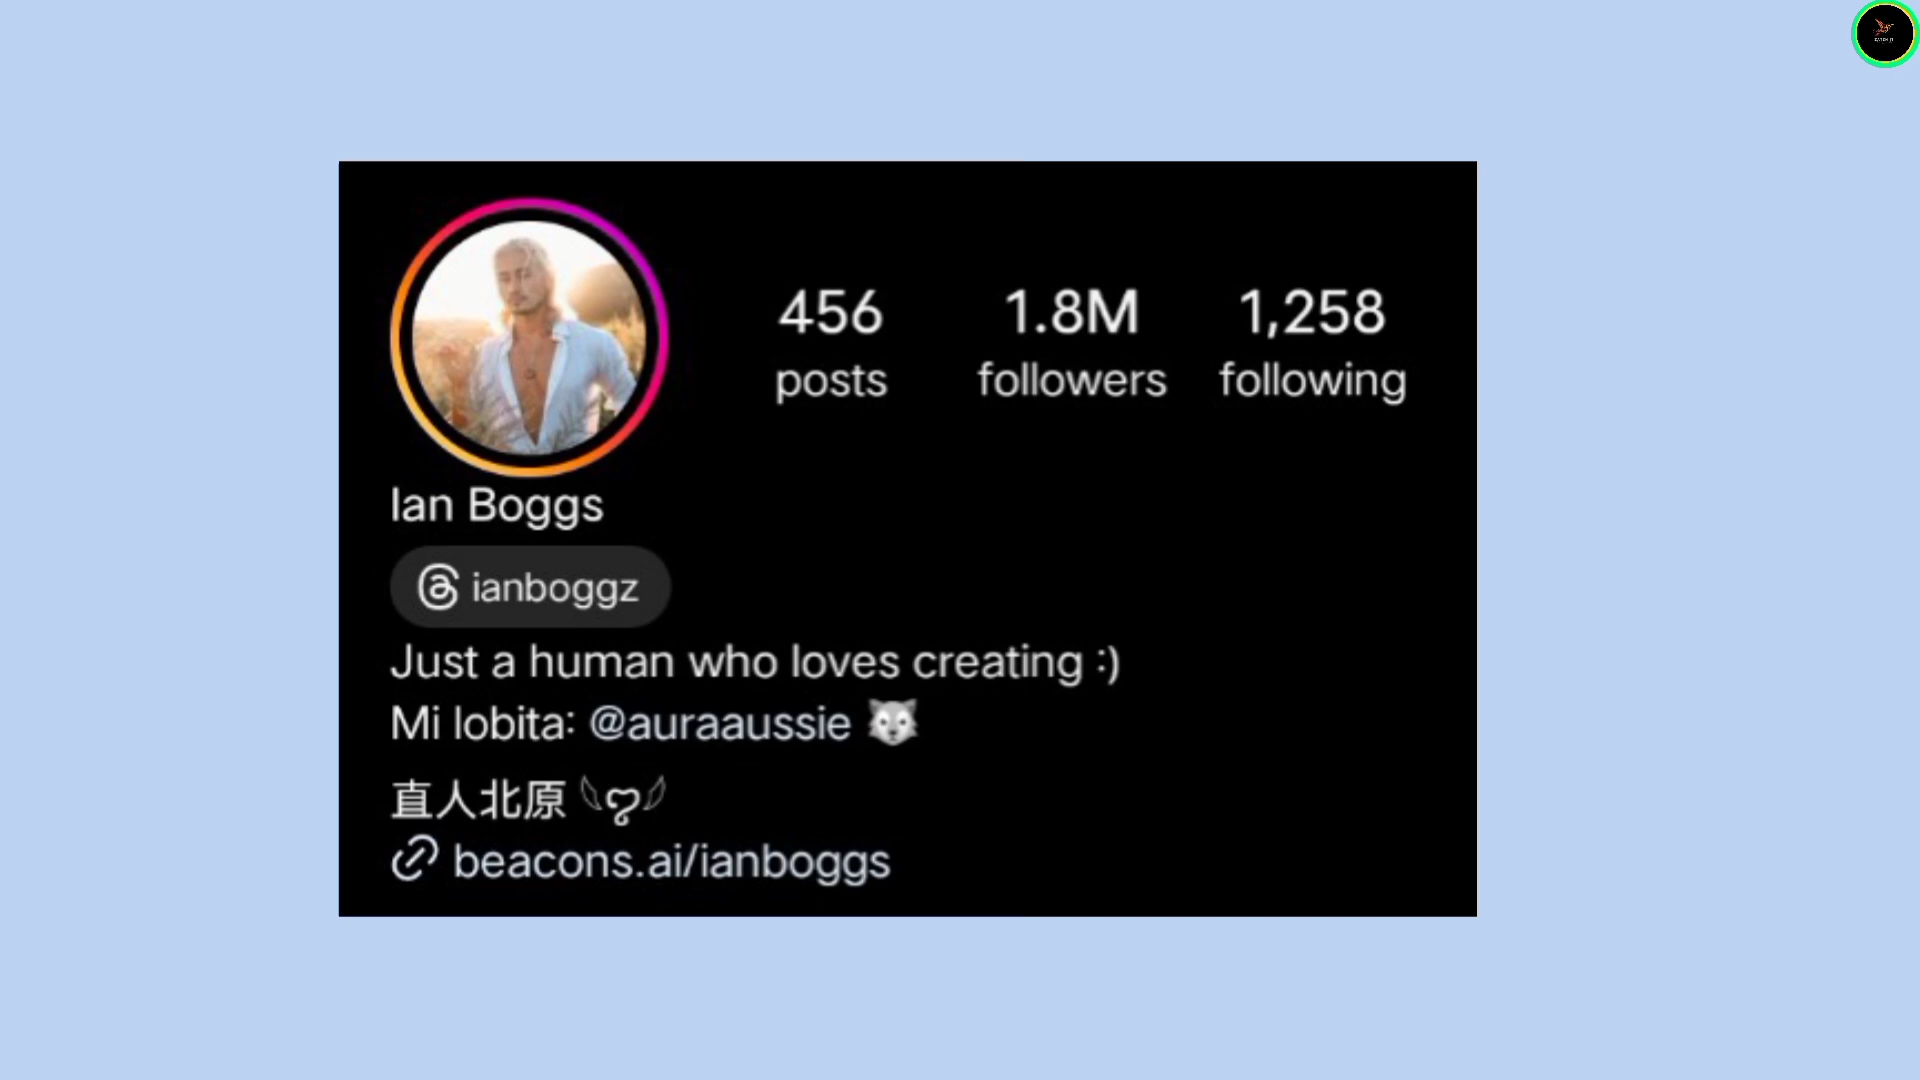 456 1.8M 1,258
posts followers following
Ian Boggs
ianboggz
Just a human who loves creating :)
Mi lobita: @auraaussie 🐺
直人北原
beacons.ai/ianboggs